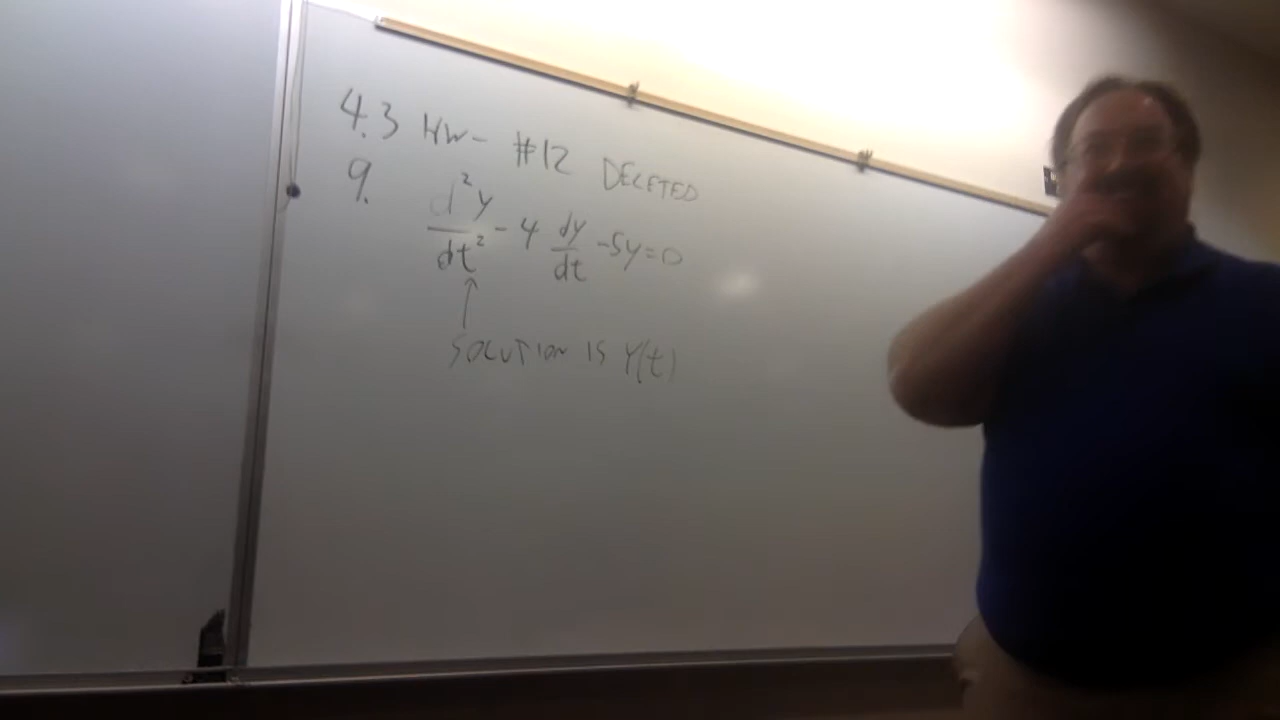 4.3 HW- #12 DELETED
9. d²y/dt² - 4 dy/dt - 5y = 0
↑
SOLUTION IS Y(t)